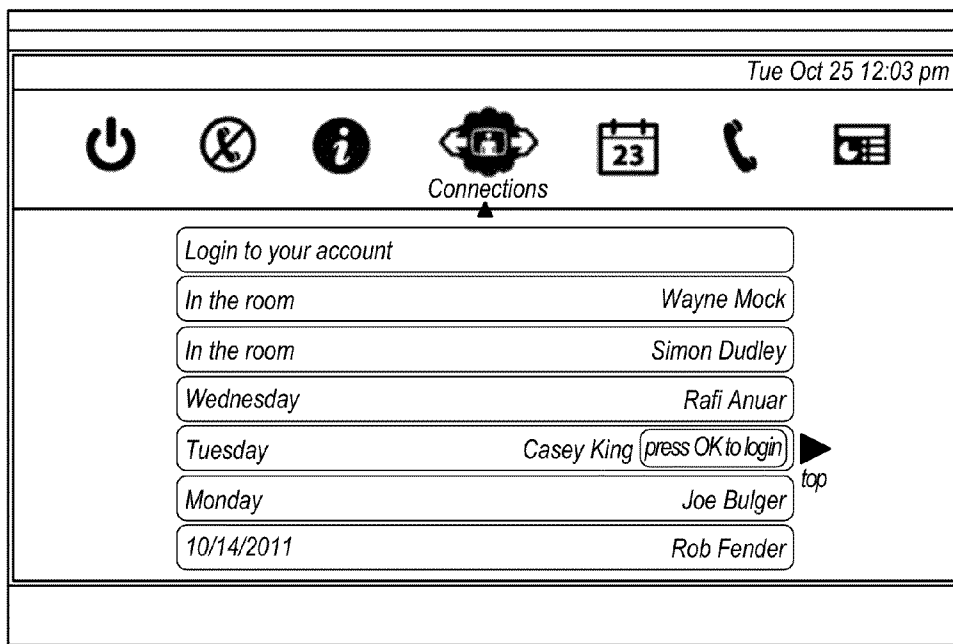 Tue Oct 25 12:03 pm
23
Connections
Login to your account
In the room Wayne Mock
In the room Simon Dudley
Wednesday Rafi Anuar
Tuesday Casey King press OK to login
top
Monday Joe Bulger
10/14/2011 Rob Fender